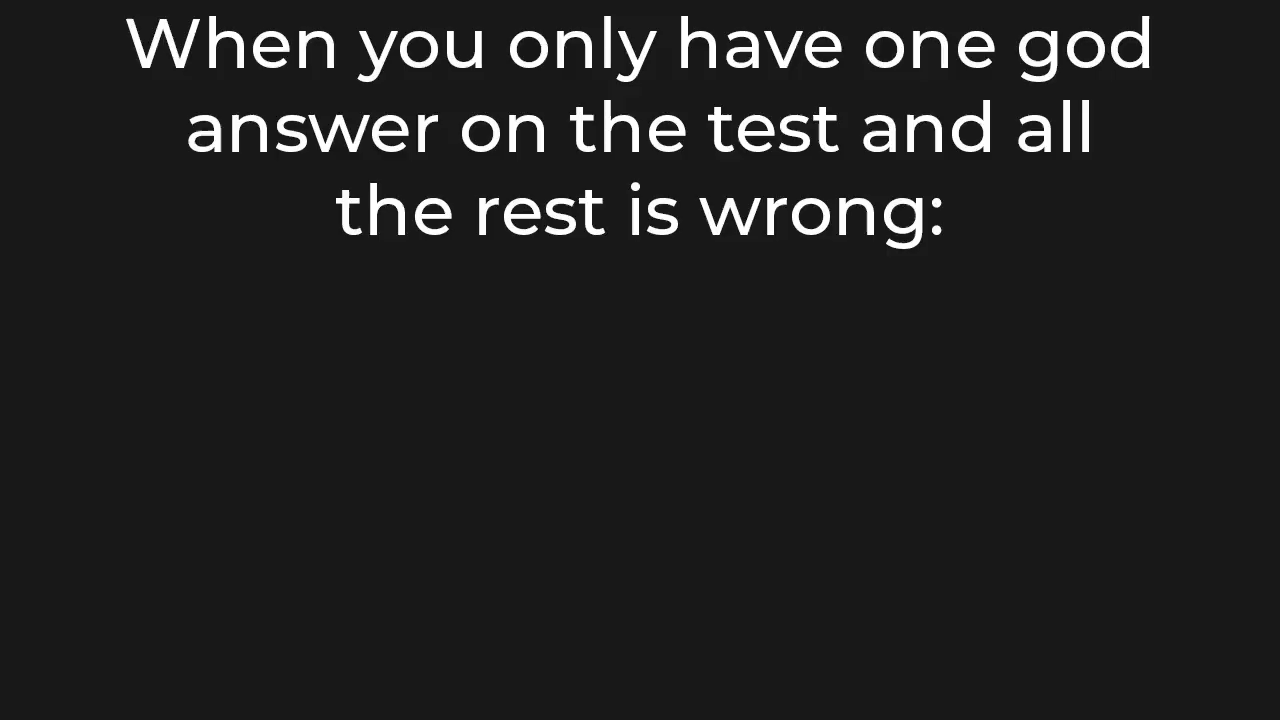 When you only have one god
answer on the test and all
the rest is wrong: